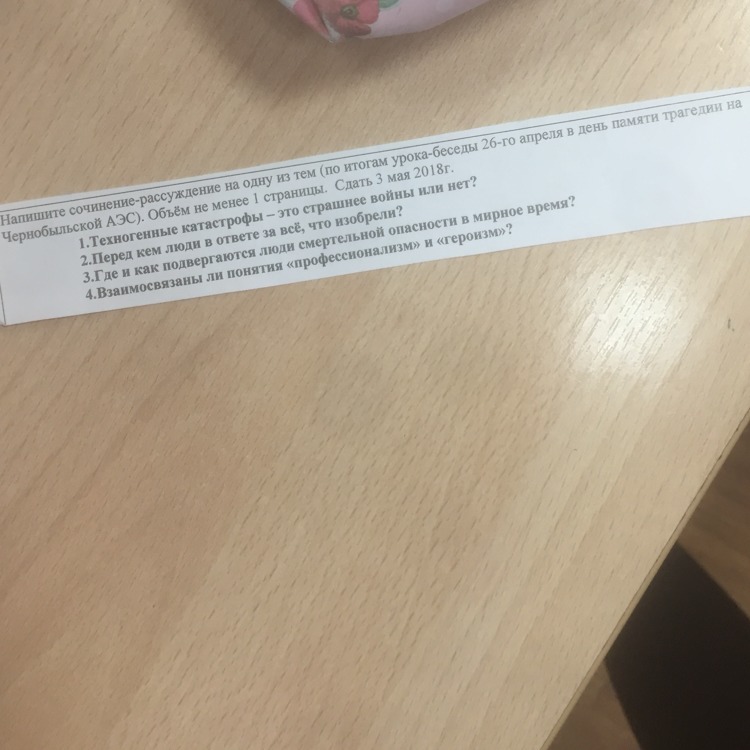 Напишите сочинение-рассуждение на одну из тем (по итогам урока-беседы 26-го апреля в день памяти трагедии на
Чернобыльской АЭС). Объём не менее 1 страницы. Сдать 3 мая 2018г.
1.Техногенные катастрофы – это страшнее войны или нет?
2.Перед кем люди в ответе за всё, что изобрели?
3.Где и как подвергаются люди смертельной опасности в мирное время?
4.Взаимосвязаны ли понятия «профессионализм» и «героизм»?